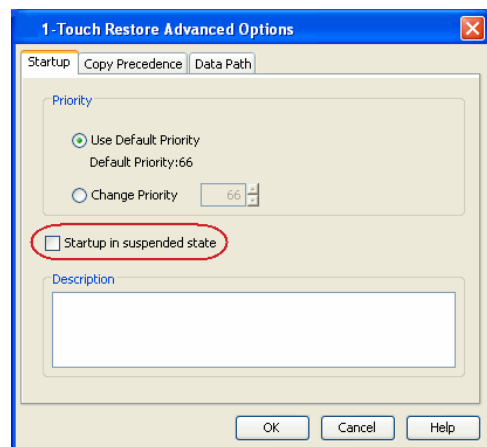 1-Touch Restore Advanced Options
Startup Copy Precedence Data Path
Priority
Use Default Priority
Default Priority:66
Change Priority 66
Startup in suspended state
Description
OK Cancel Help